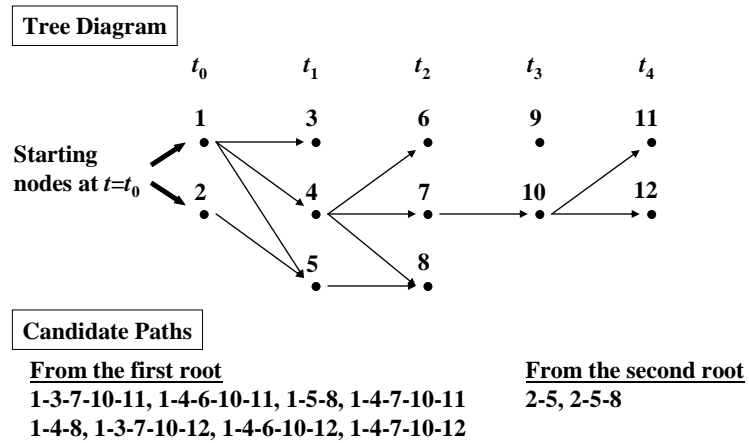 Tree Diagram
t0 t1 t2 t3 t4
1 3 6 9 11
Starting
nodes at t=t0
2 4 7 10 12
5 8
Candidate Paths
From the first root
1-3-7-10-11, 1-4-6-10-11, 1-5-8, 1-4-7-10-11
1-4-8, 1-3-7-10-12, 1-4-6-10-12, 1-4-7-10-12
From the second root
2-5, 2-5-8